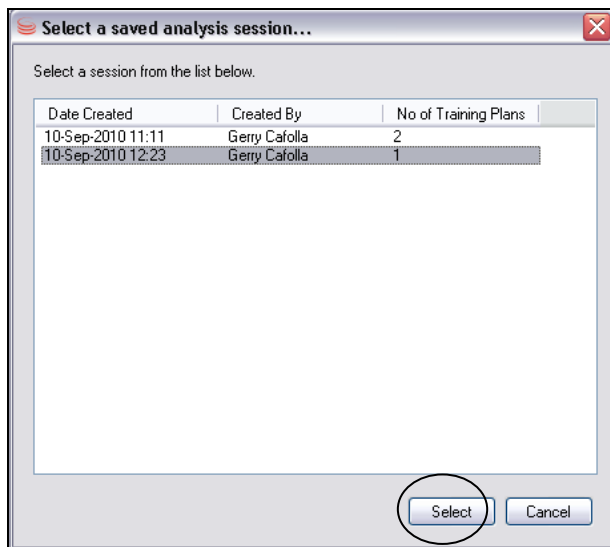 Select a saved analysis session...
Select a session from the list below.
Date Created Created By No of Training Plans
10-Sep-2010 11:11 Gerry Cafolla 2
10-Sep-2010 12:23 Gerry Cafolla 1
Select Cancel